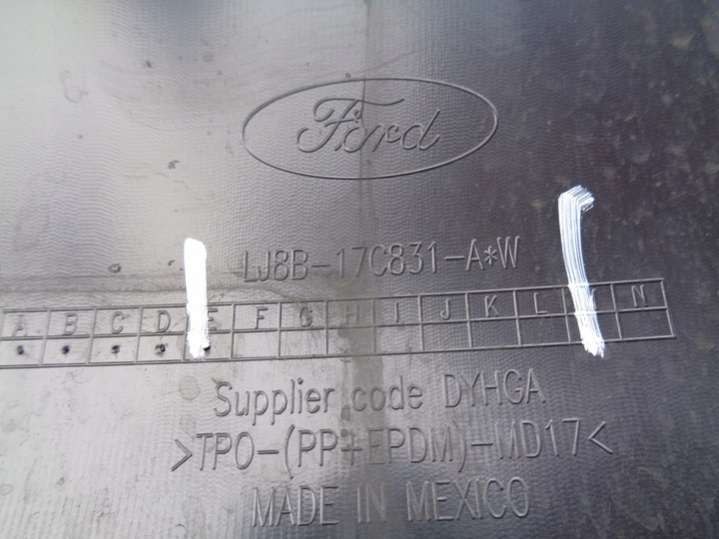 Ford
LJ8B-17C831-A*W
A B C D E F G H I J K L N
Supplier code DYHGA
>TPO-(PP+EPDM)-MD17<
MADE IN MEXICO